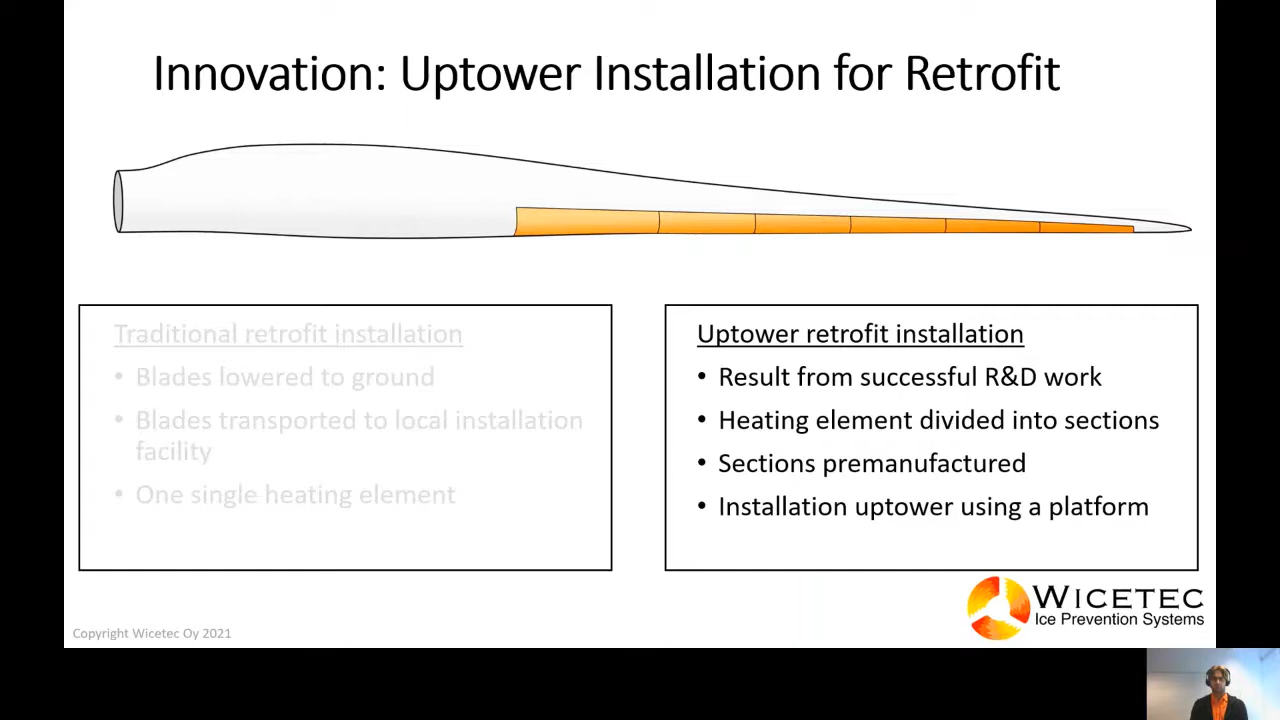 Innovation: Uptower Installation for Retrofit
Traditional retrofit installation
• Blades lowered to ground
• Blades transported to local installation
facility
• One single heating element
Uptower retrofit installation
• Result from successful R&D work
• Heating element divided into sections
• Sections premanufactured
• Installation uptower using a platform
WICETEC
Ice Prevention Systems
Copyright Wicetec Oy 2021